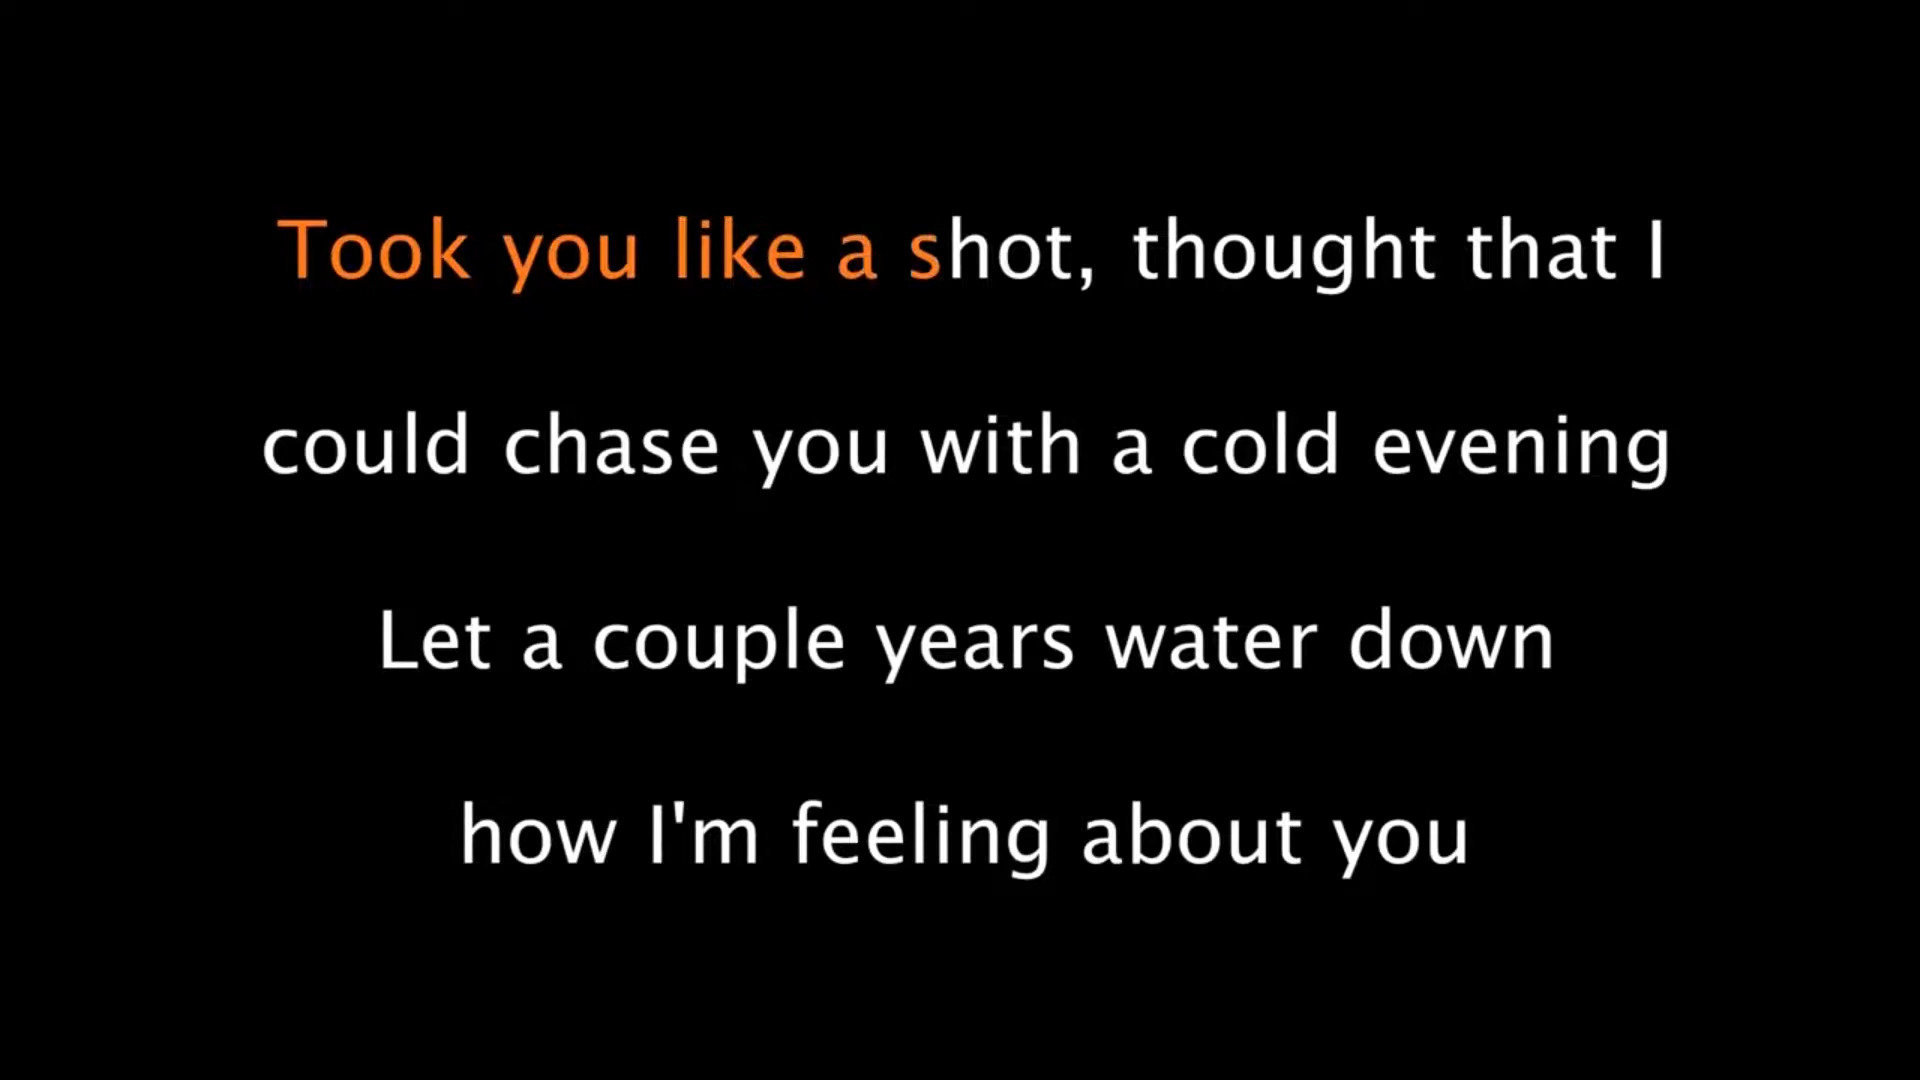 Took you like a shot, thought that I
could chase you with a cold evening
Let a couple years water down
how I'm feeling about you